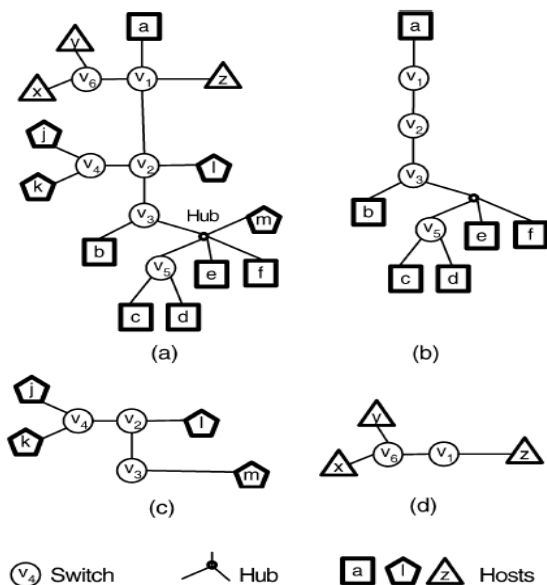 a
a
y
v6
v1
x
z
v1
v2
j
v4
v2
l
v3
k
v3
Hub
m
b
e
f
b
v5
v5
e
f
c
d
c
d
(a)
(b)
j
v4
v2
l
y
k
v6
v1
z
x
v3
m
(c)
(d)
v4 Switch
Hub
a l z Hosts